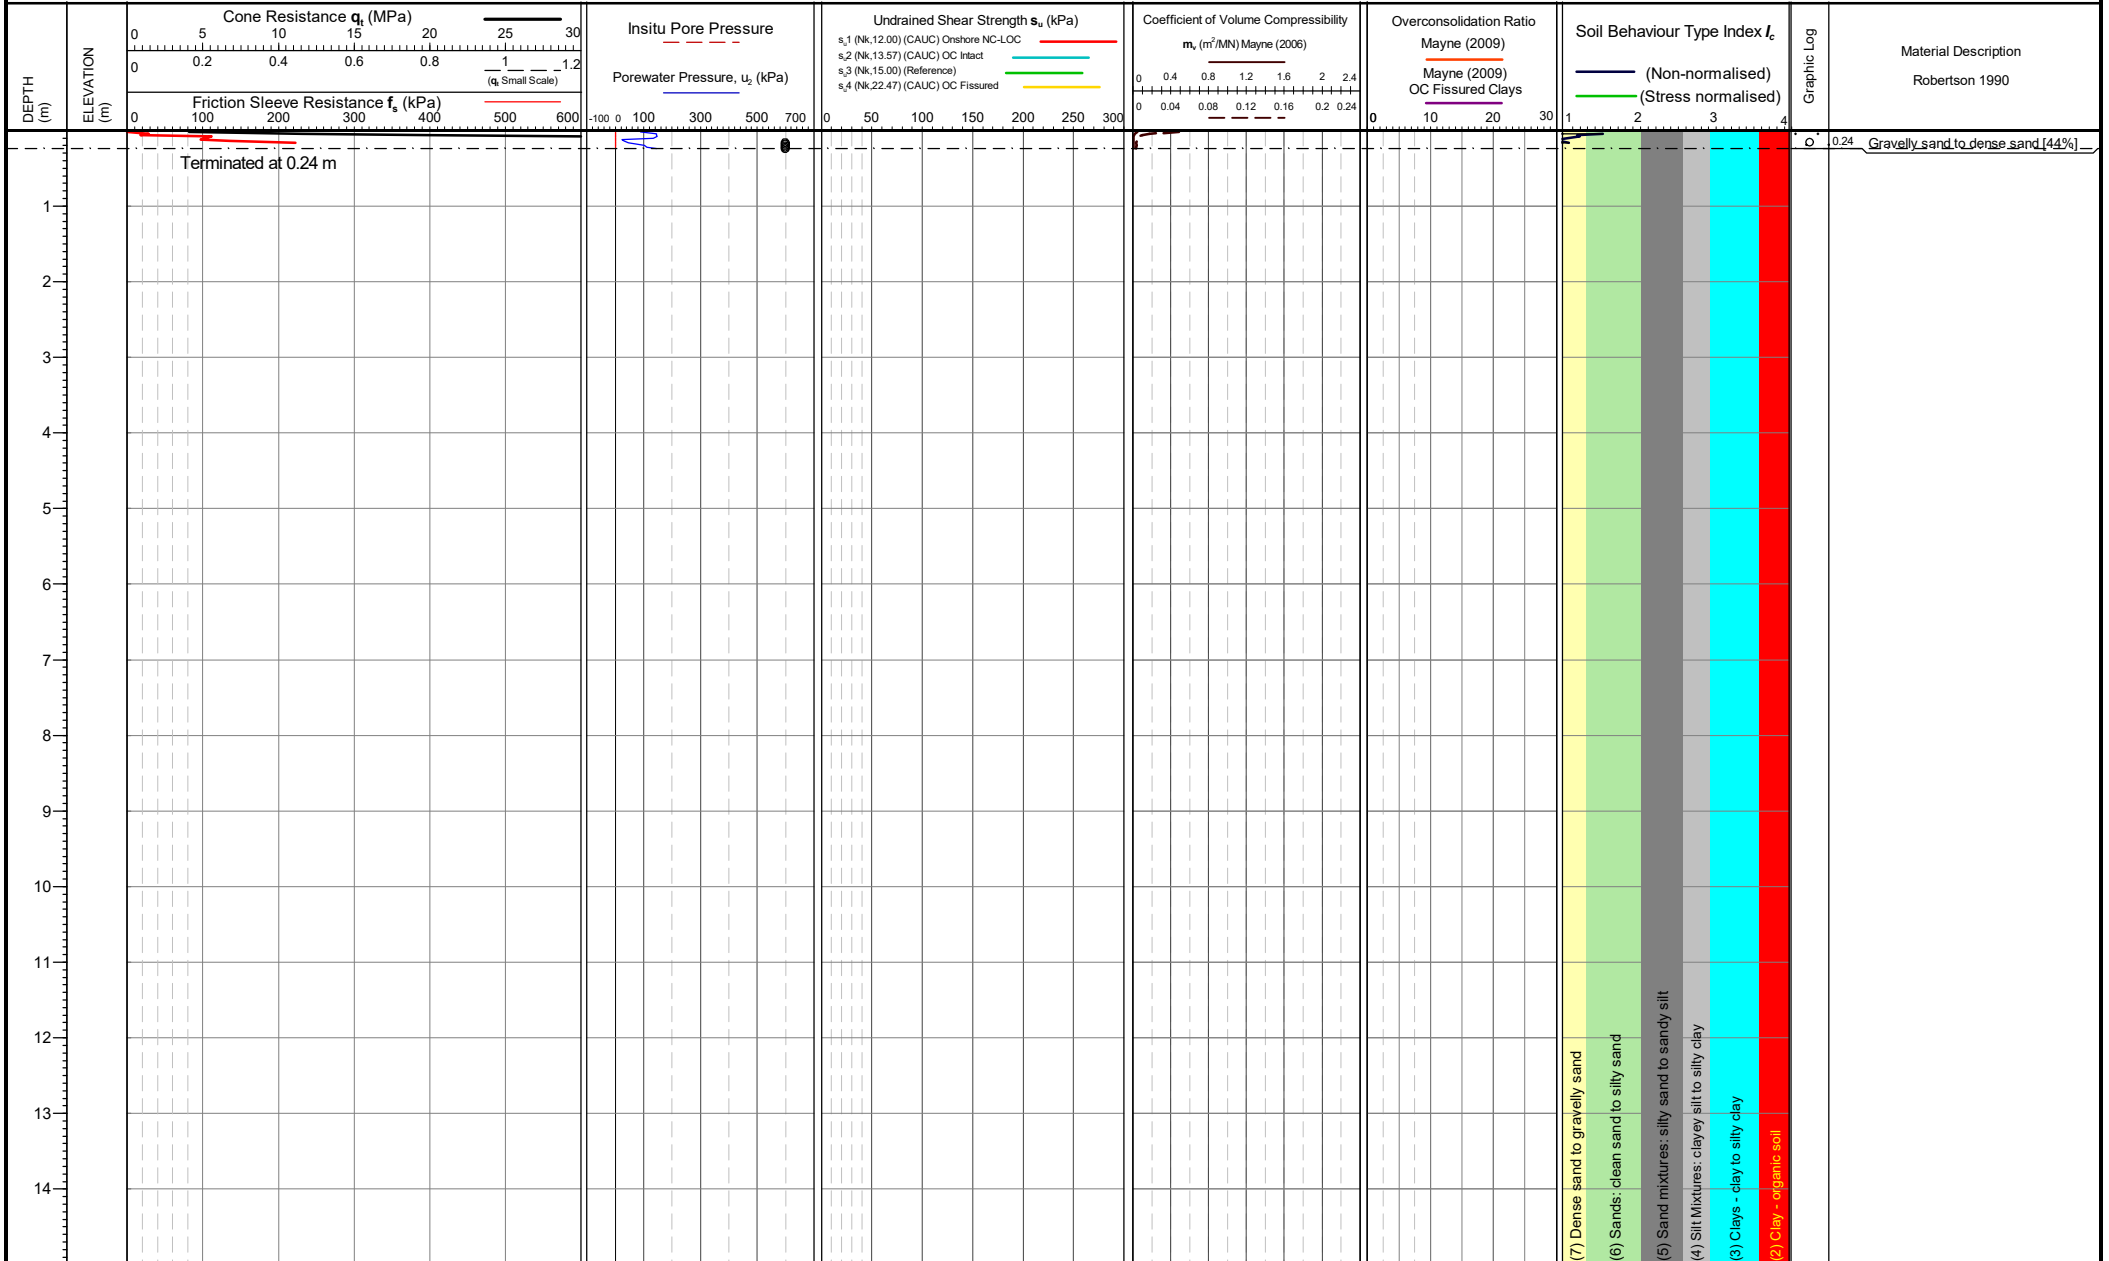 DEPTH
(m)
ELEVATION
(m)
Cone Resistance qt (MPa)
0 5 10 15 20 25 30
0 0.2 0.4 0.6 0.8 1 1.2
(qt Small Scale)
Friction Sleeve Resistance fs (kPa)
0 100 200 300 400 500 600
Insitu Pore Pressure
Porewater Pressure, u2 (kPa)
-100 0 100 300 500 700
Undrained Shear Strength su (kPa)
su1 (Nk,12.00) (CAUC) Onshore NC-LOC
su2 (Nk,13.57) (CAUC) OC Intact
su3 (Nk,15.00) (Reference)
su4 (Nk,22.47) (CAUC) OC Fissured
0 50 100 150 200 250 300
Coefficient of Volume Compressibility
mv (m2/MN) Mayne (2006)
0 0.4 0.8 1.2 1.6 2 2.4
0 0.04 0.08 0.12 0.16 0.2 0.24
Overconsolidation Ratio
Mayne (2009)
Mayne (2009)
OC Fissured Clays
0 10 20 30
Soil Behaviour Type Index Ic
(Non-normalised)
(Stress normalised)
1 2 3 4
Graphic Log
Material Description
Robertson 1990
Terminated at 0.24 m
0.24 Gravelly sand to dense sand [44%]
1
2
3
4
5
6
7
8
9
10
11
12
13
14
(7) Dense sand to gravelly sand
(6) Sands: clean sand to silty sand
(5) Sand mixtures: silty sand to sandy silt
(4) Silt Mixtures: clayey silt to silty clay
(3) Clays - clay to silty clay
(2) Clay - organic soil